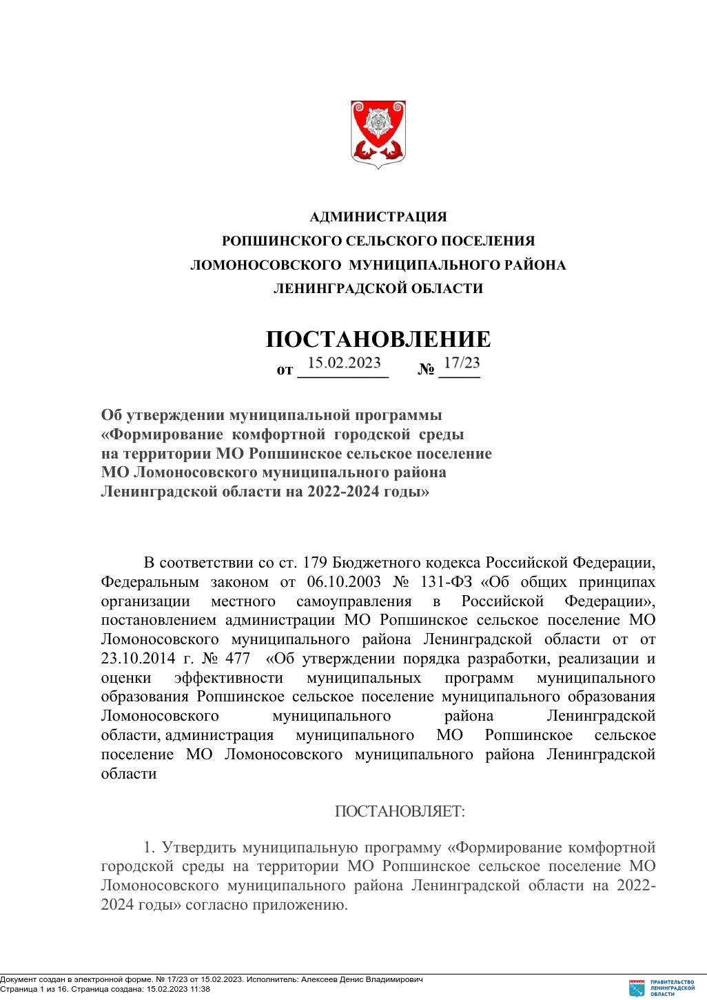 АДМИНИСТРАЦИЯ
РОПШИНСКОГО СЕЛЬСКОГО ПОСЕЛЕНИЯ
ЛОМОНОСОВСКОГО МУНИЦИПАЛЬНОГО РАЙОНА
ЛЕНИНГРАДСКОЙ ОБЛАСТИ
ПОСТАНОВЛЕНИЕ
от 15.02.2023 № 17/23
Об утверждении муниципальной программы
«Формирование комфортной городской среды
на территории МО Ропшинское сельское поселение
МО Ломоносовского муниципального района
Ленинградской области на 2022-2024 годы»
В соответствии со ст. 179 Бюджетного кодекса Российской Федерации,
Федеральным законом от 06.10.2003 № 131-ФЗ «Об общих принципах
организации местного самоуправления в Российской Федерации»,
постановлением администрации МО Ропшинское сельское поселение МО
Ломоносовского муниципального района Ленинградской области от от
23.10.2014 г. № 477 «Об утверждении порядка разработки, реализации и
оценки эффективности муниципальных программ муниципального
образования Ропшинское сельское поселение муниципального образования
Ломоносовского муниципального района Ленинградской
области, администрация муниципального МО Ропшинское сельское
поселение МО Ломоносовского муниципального района Ленинградской
области
ПОСТАНОВЛЯЕТ:
1. Утвердить муниципальную программу «Формирование комфортной
городской среды на территории МО Ропшинское сельское поселение МО
Ломоносовского муниципального района Ленинградской области на 2022-
2024 годы» согласно приложению.
Документ создан в электронной форме. № 17/23 от 15.02.2023. Исполнитель: Алексеев Денис Владимирович
Страница 1 из 16. Страница создана: 15.02.2023 11:38
ПРАВИТЕЛЬСТВО
ЛЕНИНГРАДСКОЙ
ОБЛАСТИ